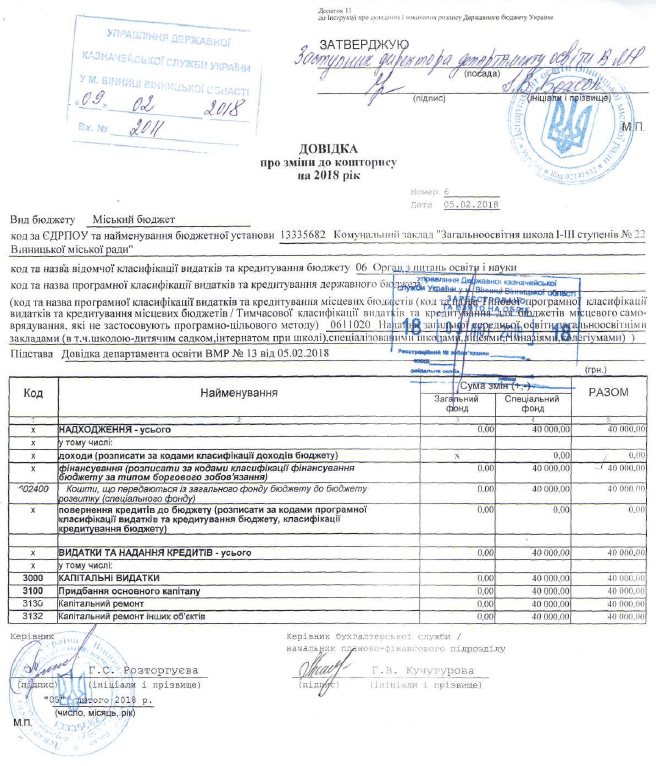 Додаток 11
до Інструкції про складання і виконання розпису Державного бюджету України
УПРАВЛІННЯ ДЕРЖАВНОЇ
КАЗНАЧЕЙСЬКОЇ СЛУЖБИ УКРАЇНИ
У М. ВІННИЦІ ВІННИЦЬКОЇ ОБЛАСТІ
"09" 02 2018
Вх. № 2011
ЗАТВЕРДЖУЮ
Заступник директора департаменту освіти ВМР
(посада)
(підпис) (ініціали і прізвище)
М.П.
ДОВІДКА
про зміни до кошторису
на 2018 рік
Номер 6
Дата 05.02.2018
Вид бюджету Міський бюджет
код за ЄДРПОУ та найменування бюджетної установи 13335682 Комунальний заклад "Загальноосвітня школа І-ІІІ ступенів № 22
Вінницької міської ради"
код та назва відомчої класифікації видатків та кредитування бюджету 06 Орган з питань освіти і науки
код та назва програмної класифікації видатків та кредитування державного бюджета
(код та назва програмної класифікації видатків та кредитування місцевих бюджетів (код та назва Типової програмної класифікації
видатків та кредитування місцевих бюджетів / Тимчасової класифікації видатків та кредитування для бюджетів місцевого само-
врядування, які не застосовують програмно-цільового методу) 0611020 Надання загальної середньої освіти загальноосвітніми
закладами (в т.ч.школою-дитячим садком,інтернатом при школі),спеціалізованими школами,ліцеями,гімназіями,колегіумами) )
Управління Державної казначейської
служби України у м. Вінниці Вінницької області
ЗАРЕЄСТРОВАНО
ТА ВЗЯТО НА ОБЛІК
18 18
Реєстраційний № зобов'язання
Підстава Довідка департамента освіти ВМР № 13 від 05.02.2018
(грн.)
Код Найменування Сума змін (+,-) РАЗОМ
Загальний фонд Спеціальний фонд
1 2 3 4 5
x НАДХОДЖЕННЯ - усього 0,00 40 000,00 40 000,00
x у тому числі:
x доходи (розписати за кодами класифікації доходів бюджету) x 0,00 0,00
x фінансування (розписати за кодами класифікації фінансування 0,00 40 000,00 40 000,00
бюджету за типом боргового зобов'язання)
^02400 Кошти, що передаються із загального фонду бюджету до бюджету 0,00 40 000,00 40 000,00
розвитку (спеціального фонду)
x повернення кредитів до бюджету (розписати за кодами програмної 0,00 0,00 0,00
класифікації видатків та кредитування бюджету, класифікації
кредитування бюджету)
x ВИДАТКИ ТА НАДАННЯ КРЕДИТІВ - усього 0,00 40 000,00 40 000,00
x у тому числі:
3000 КАПІТАЛЬНІ ВИДАТКИ 0,00 40 000,00 40 000,00
3100 Придбання основного капіталу 0,00 40 000,00 40 000,00
3130 Капітальний ремонт 0,00 40 000,00 40 000,00
3132 Капітальний ремонт інших об'єктів 0,00 40 000,00 40 000,00
Керівник
Г.С. Розторгуєва
(підпис) (ініціали і прізвище)
"05" лютого 2018 р.
(число, місяць, рік)
М.П.
Керівник бухгалтерської служби /
начальник планово-фінансового підрозділу
Г.В. Кучугурова
(підпис) (ініціали і прізвище)